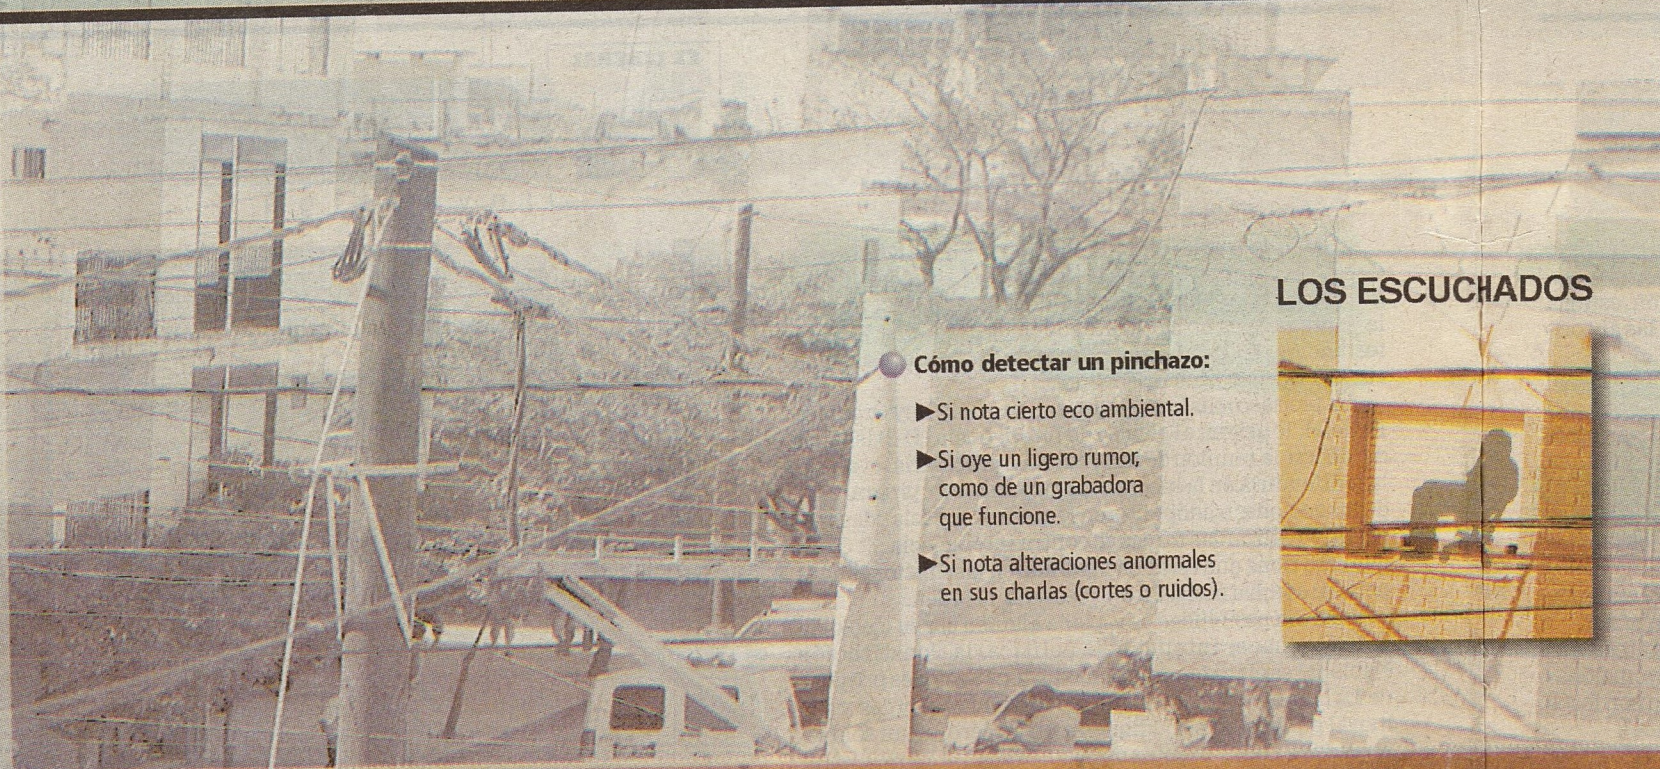 LOS ESCUCHADOS
Cómo detectar un pinchazo:
▶Si nota cierto eco ambiental.
▶Si oye un ligero rumor,
como de un grabadora
que funcione.
▶Si nota alteraciones anormales
en sus charlas (cortes o ruidos).